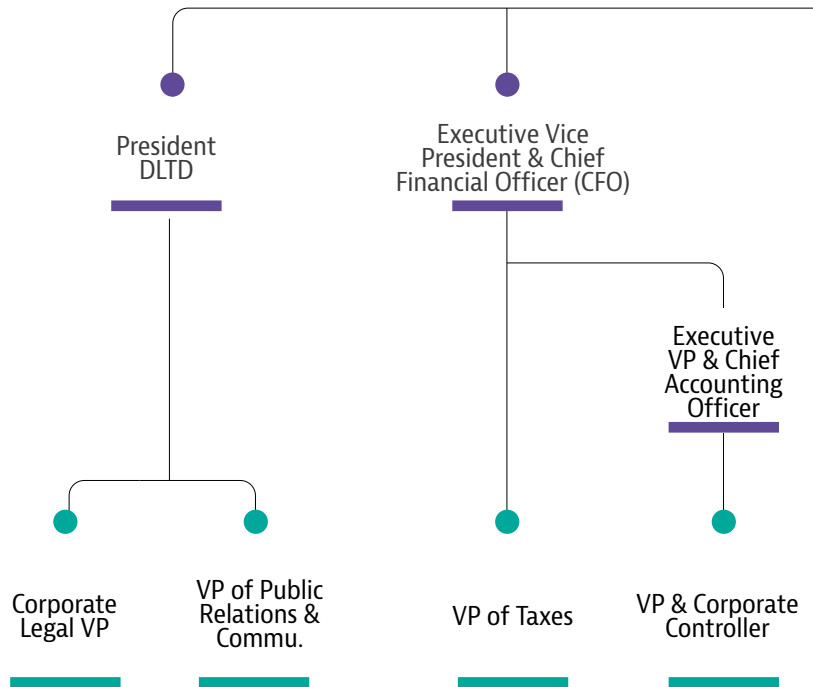 President
DLTD
Executive Vice
President & Chief
Financial Officer (CFO)
Executive
VP & Chief
Accounting
Officer
Corporate
Legal VP
VP of Public
Relations &
Commu.
VP of Taxes
VP & Corporate
Controller